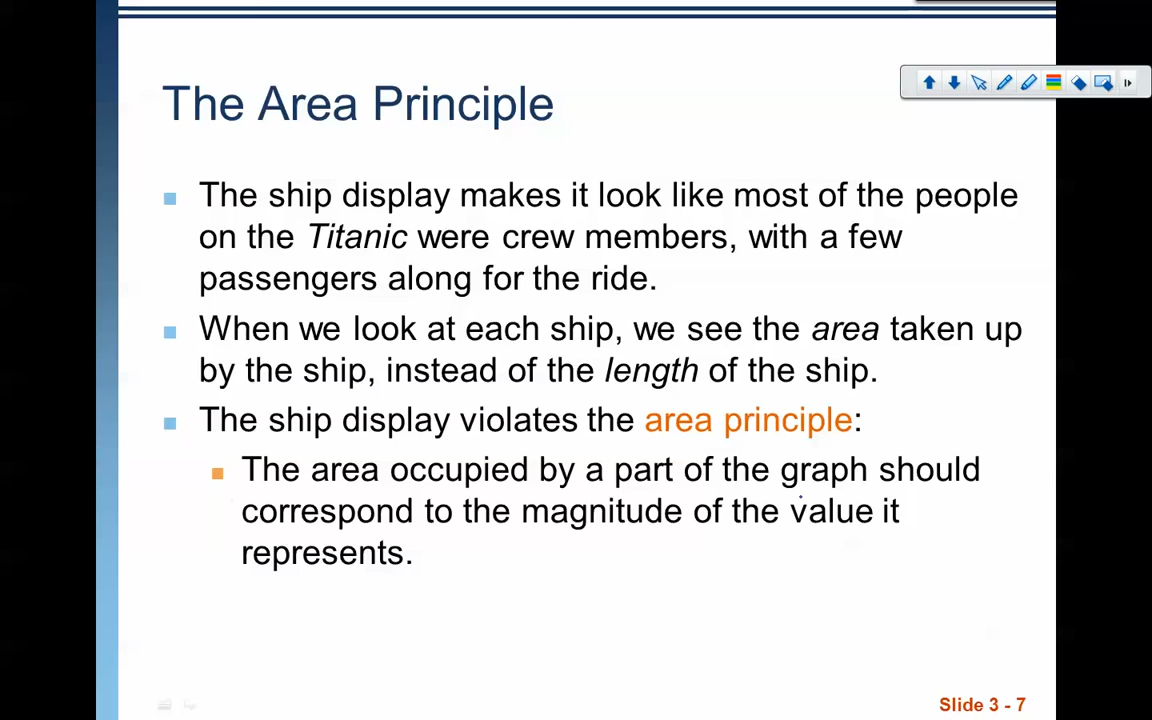 The Area Principle
The ship display makes it look like most of the people
on the Titanic were crew members, with a few
passengers along for the ride.
When we look at each ship, we see the area taken up
by the ship, instead of the length of the ship.
The ship display violates the area principle:
The area occupied by a part of the graph should
correspond to the magnitude of the value it
represents.
Slide 3 - 7